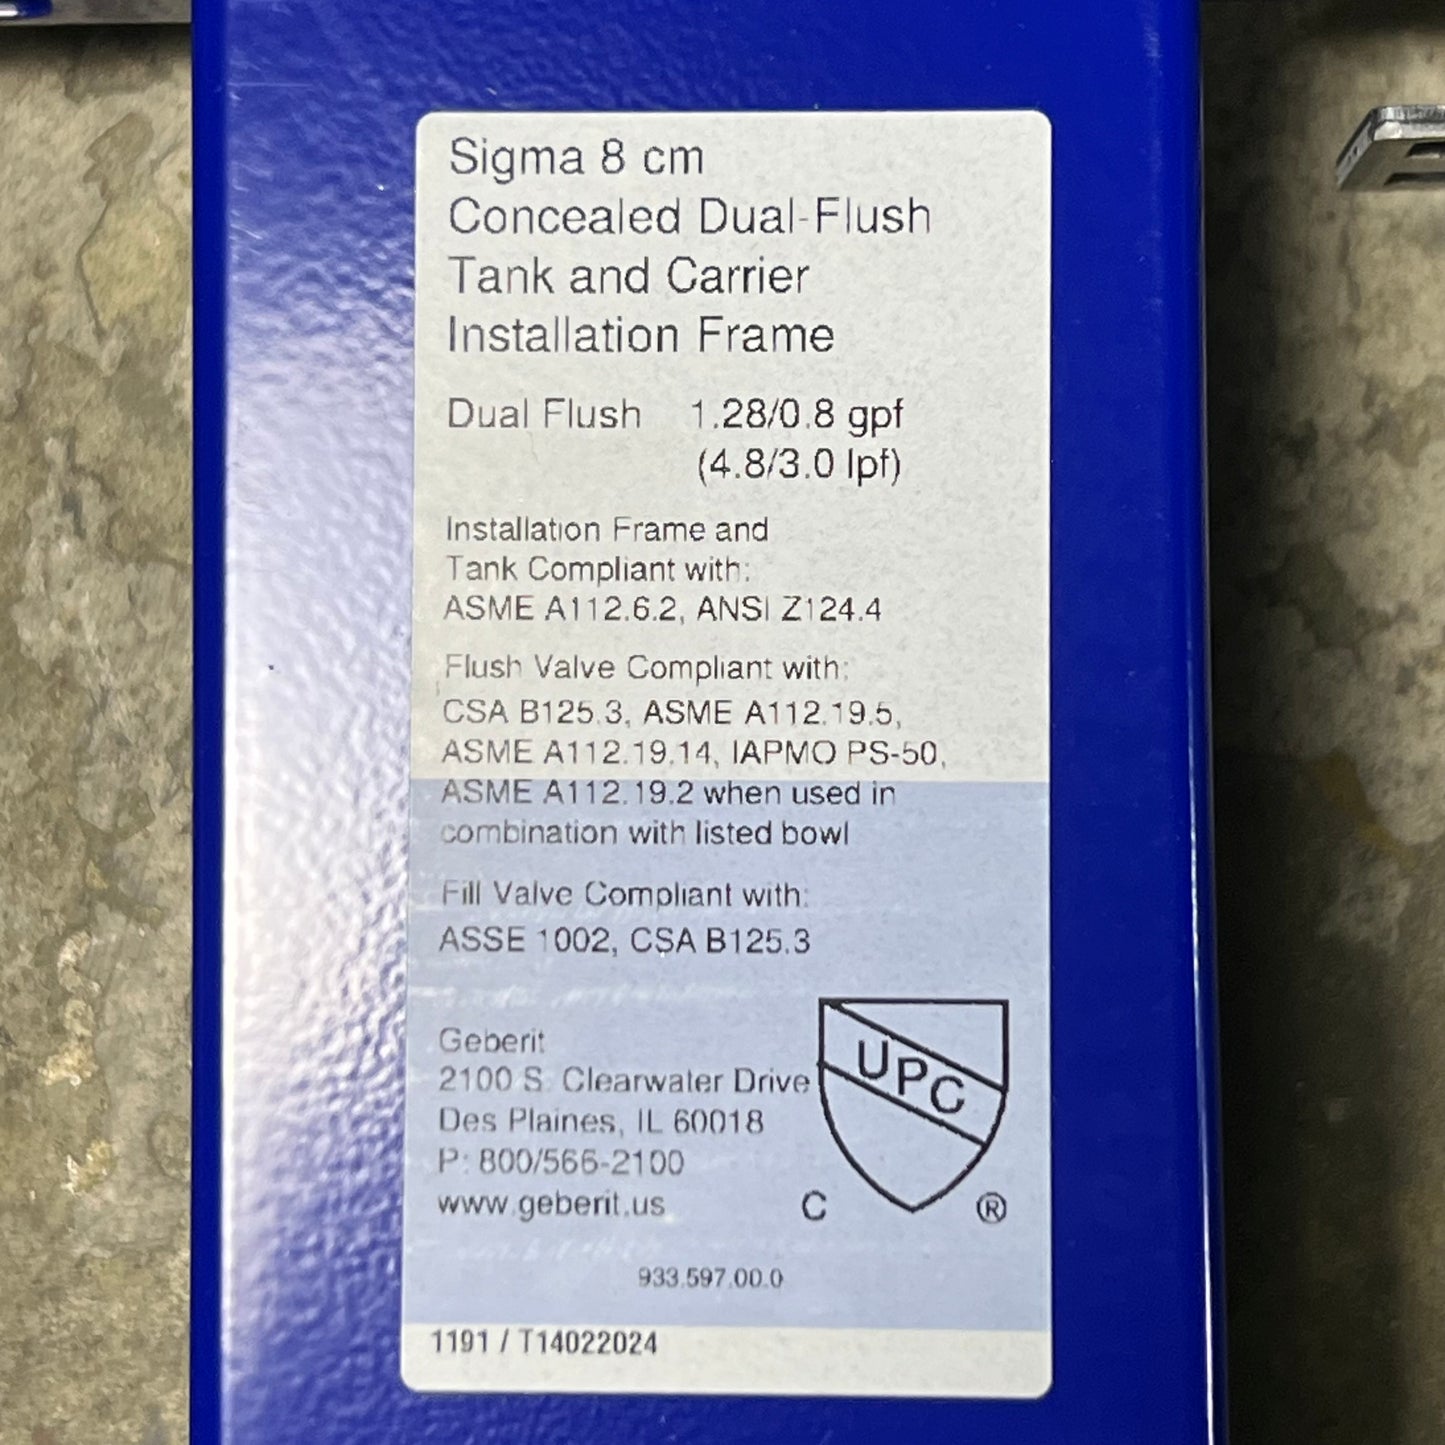 Sigma 8 cm
Concealed Dual-Flush
Tank and Carrier
Installation Frame
Dual Flush 1.28/0.8 gpf
(4.8/3.0 lpf)
Installation Frame and
Tank Compliant with:
ASME A112.6.2, ANSI Z124.4
Flush Valve Compliant with:
CSA B125.3, ASME A112.19.5,
ASME A112.19.14, IAPMO PS-50,
ASME A112.19.2 when used in
combination with listed bowl
Fill Valve Compliant with:
ASSE 1002, CSA B125.3
Geberit
2100 S. Clearwater Drive
Des Plaines, IL 60018
P: 800/566-2100
www.geberit.us
UPC
C ®
933.597.00.0
1191 / T14022024